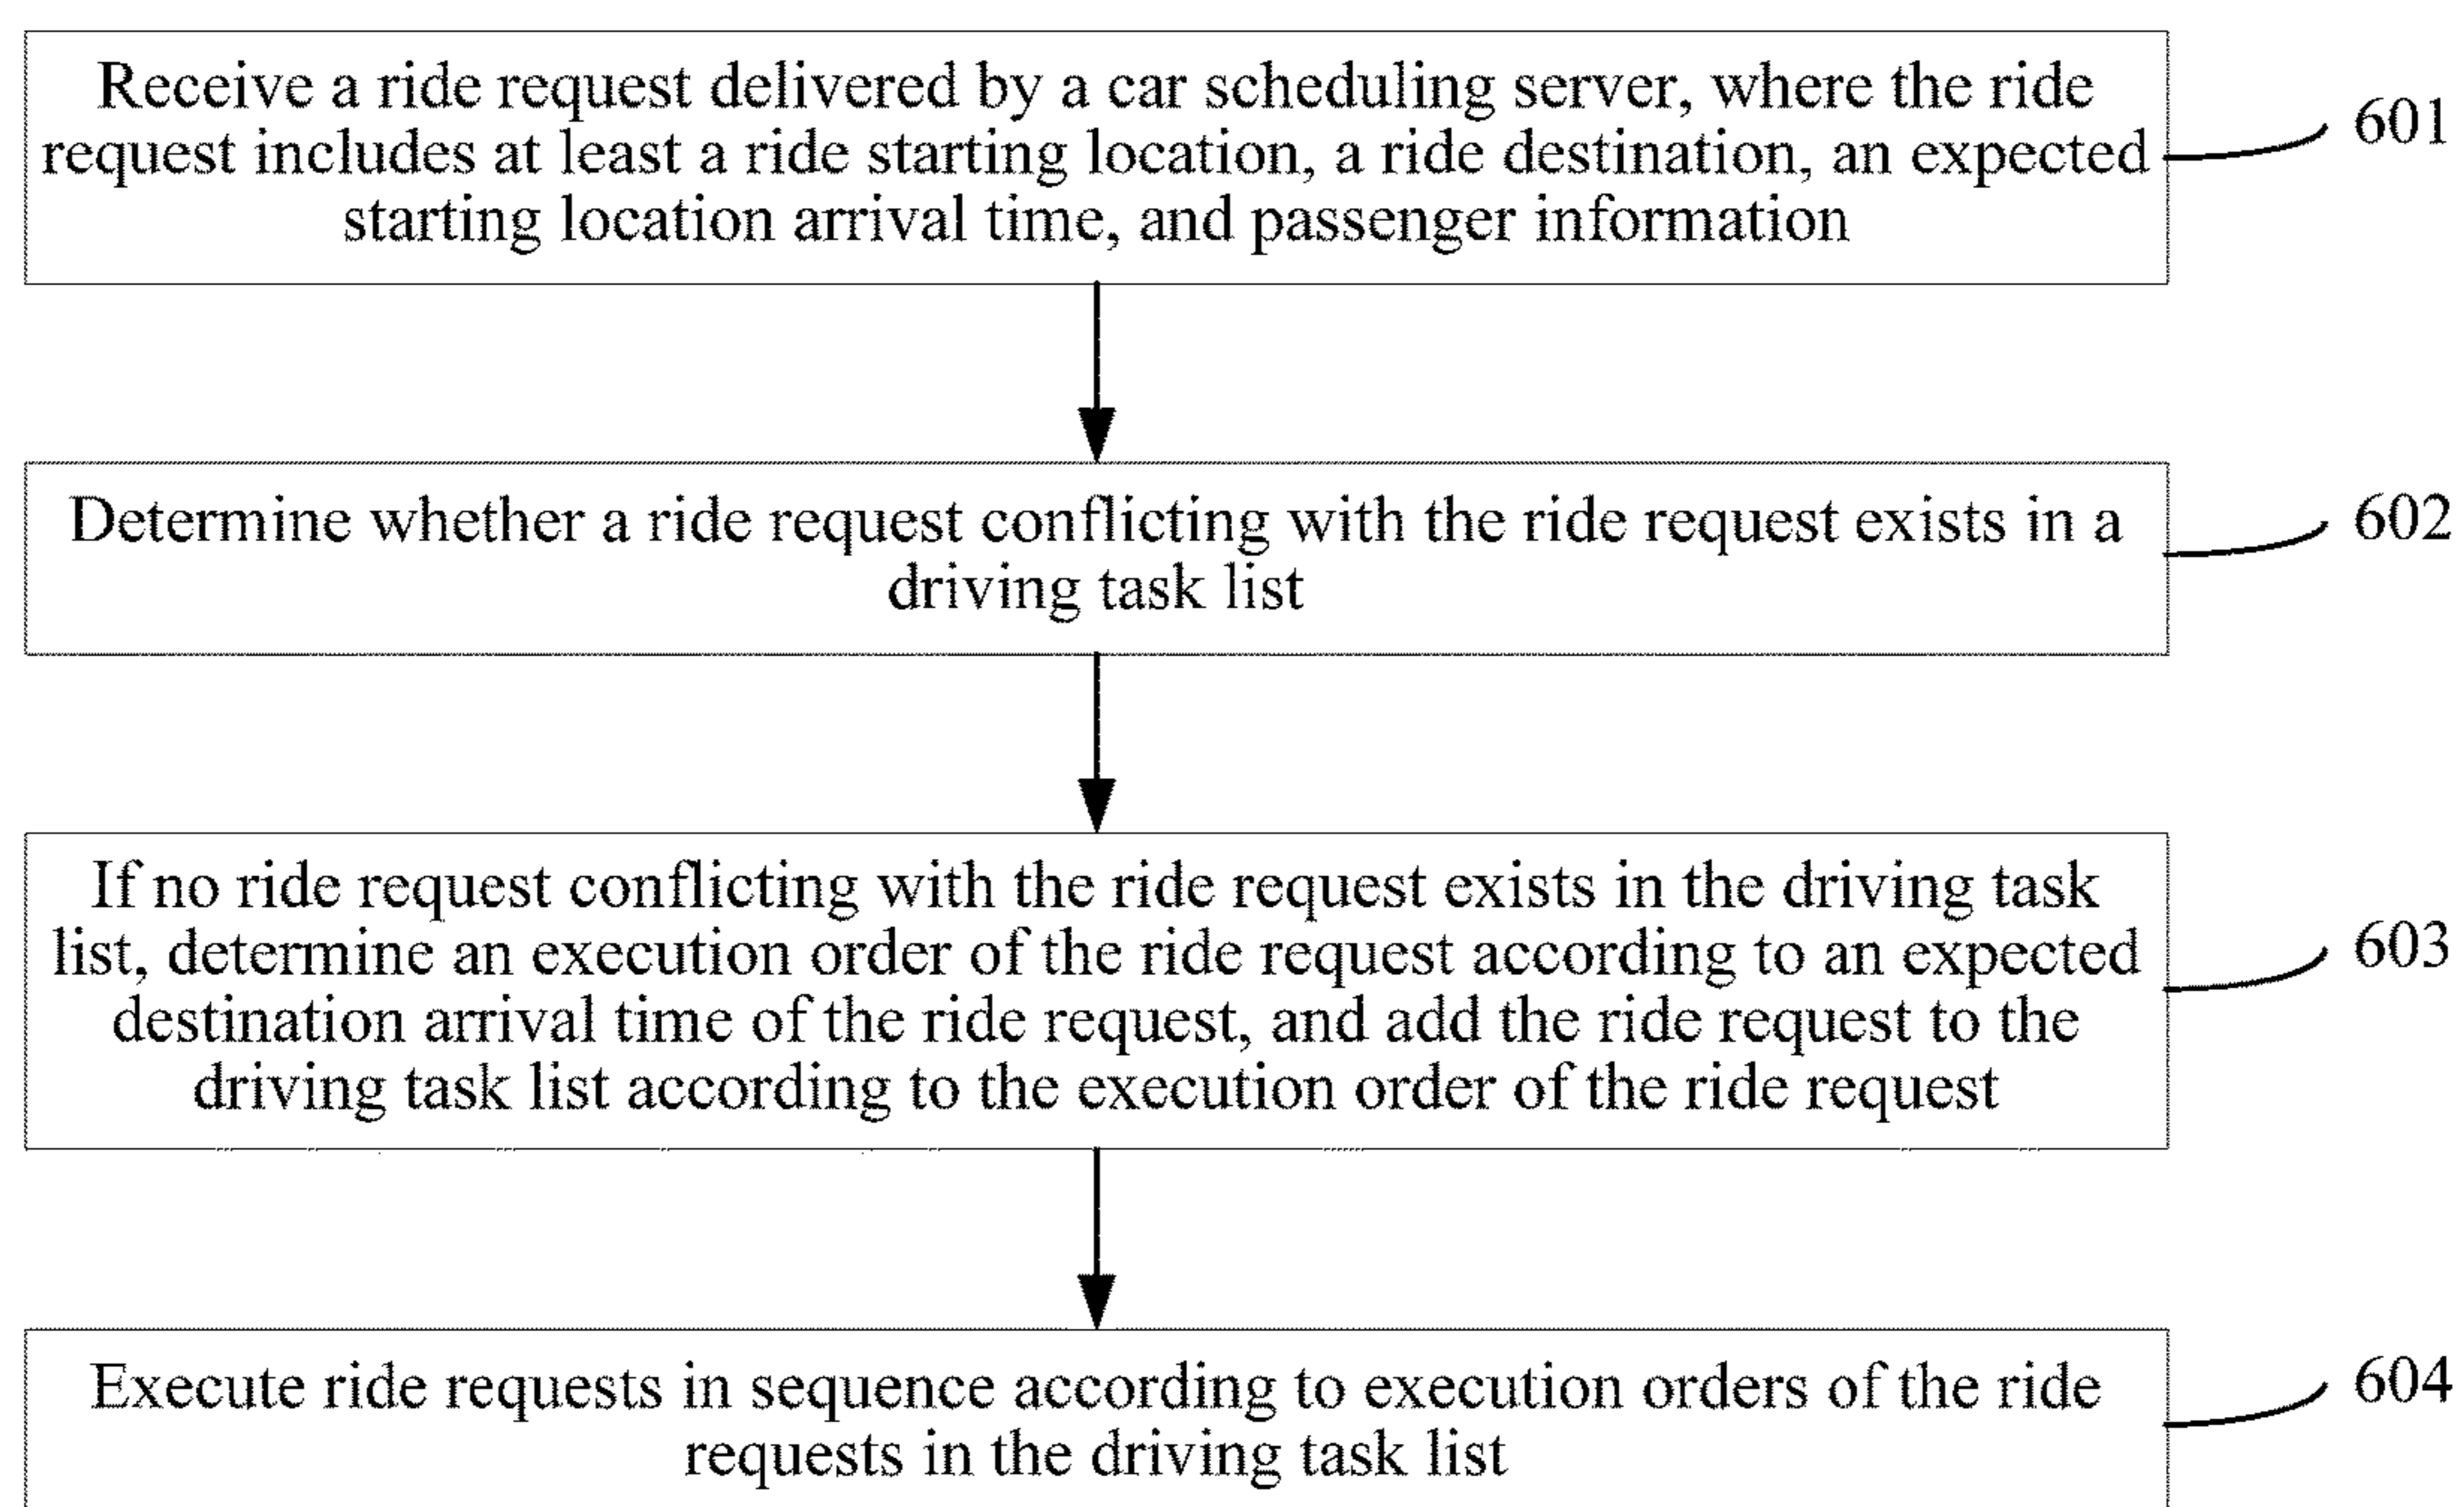 Receive a ride request delivered by a car scheduling server, where the ride
request includes at least a ride starting location, a ride destination, an expected
starting location arrival time, and passenger information
601
Determine whether a ride request conflicting with the ride request exists in a
driving task list
602
If no ride request conflicting with the ride request exists in the driving task
list, determine an execution order of the ride request according to an expected
destination arrival time of the ride request, and add the ride request to the
driving task list according to the execution order of the ride request
603
Execute ride requests in sequence according to execution orders of the ride
requests in the driving task list
604